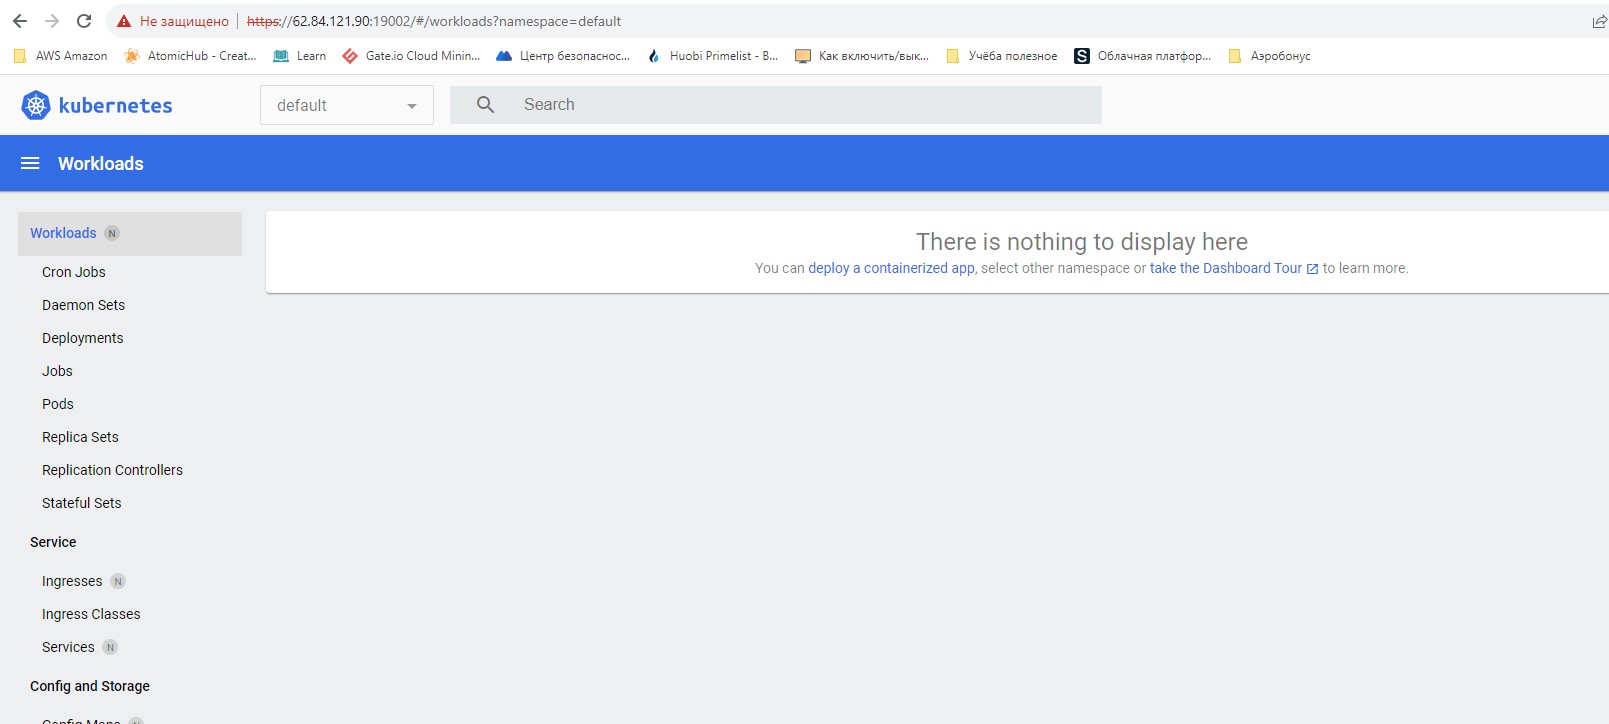 Не защищено https://62.84.121.90:19002/#/workloads?namespace=default
AWS Amazon AtomicHub - Creat... Learn Gate.io Cloud Minin... Центр безопаснос... Huobi Primelist - B... Как включить/вык... Учёба полезное Облачная платфор... Аэробонус
kubernetes default Search
Workloads
Workloads N
Cron Jobs
Daemon Sets
Deployments
Jobs
Pods
Replica Sets
Replication Controllers
Stateful Sets
Service
Ingresses N
Ingress Classes
Services N
Config and Storage
Config Maps N
There is nothing to display here
You can deploy a containerized app, select other namespace or take the Dashboard Tour to learn more.